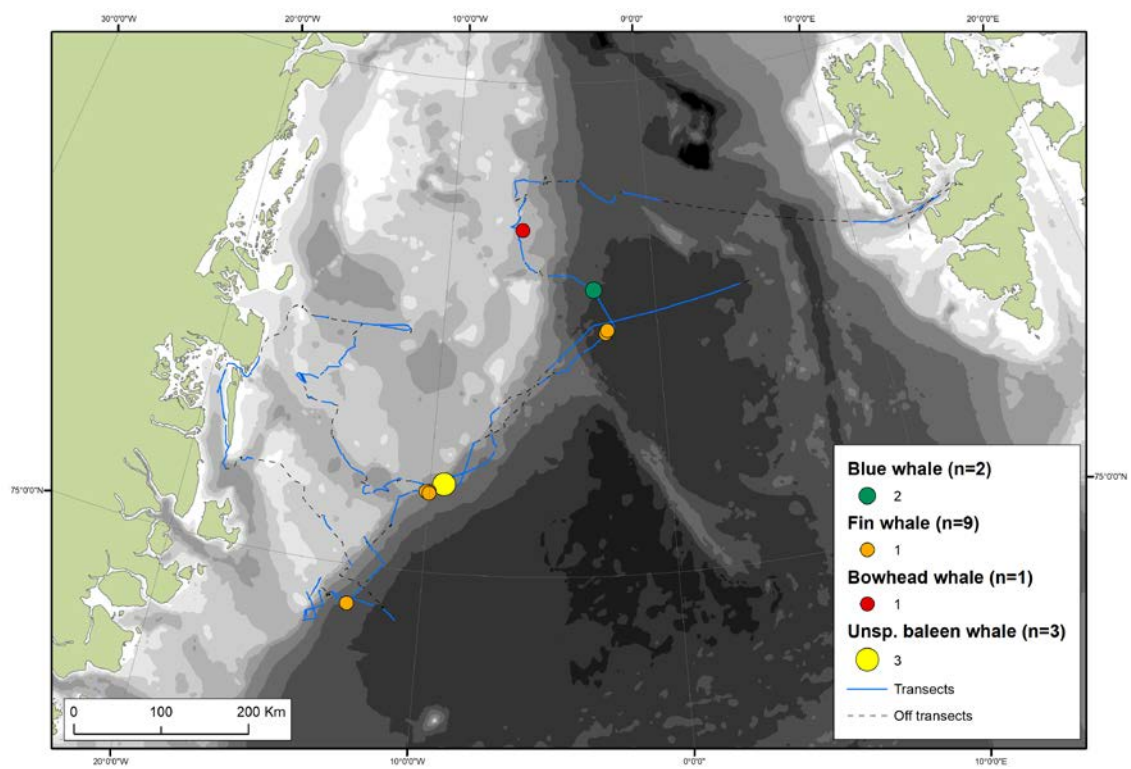 30°0'0"W 20°0'0"W 10°0'0"W 0°0'0" 10°0'0"E 20°0'0"E
75°0'0"N 75°0'0"N
Blue whale (n=2)
2
Fin whale (n=9)
1
Bowhead whale (n=1)
1
Unsp. baleen whale (n=3)
3
Transects
Off transects
0 100 200 Km
20°0'0"W 10°0'0"W 0°0'0" 10°0'0"E